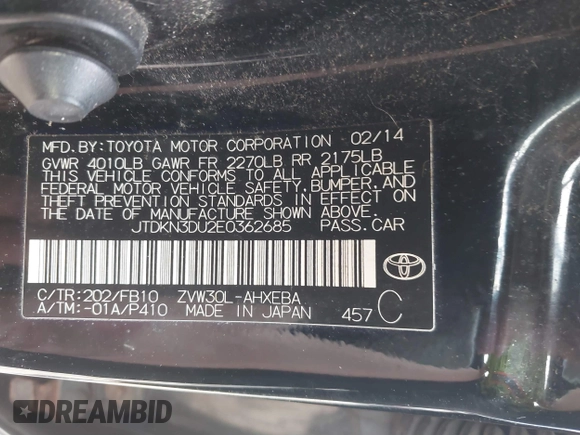 MFD.BY:TOYOTA MOTOR CORPORATION 02/14
GVWR 4010LB GAWR FR 2270LB RR 2175LB
THIS VEHICLE CONFORMS TO ALL APPLICABLE
FEDERAL MOTOR VEHICLE SAFETY,BUMPER,AND
THEFT PREVENTION STANDARDS IN EFFECT ON
THE DATE OF MANUFACTURE SHOWN ABOVE.
JTDKN3DU2E0362685 PASS.CAR
C/TR:202/FB10 ZVW30L-AHXEBA
A/TM:-01A/P410 MADE IN JAPAN 457 C
DREAMBID